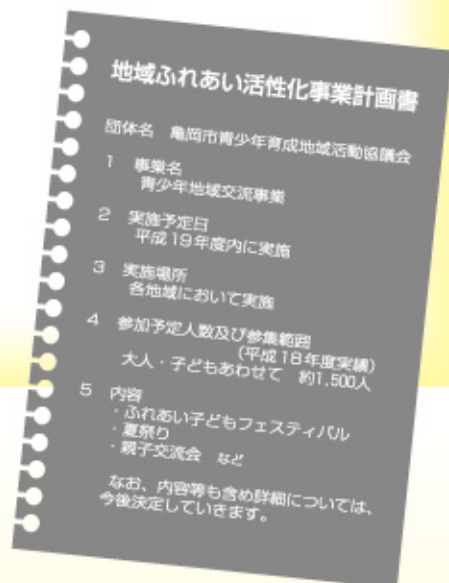 地域ふれあい活性化事業計画書
団体名 亀岡市青少年育成地域活動協議会
1 事業名
青少年地域交流事業
2 実施予定日
平成19年度内に実施
3 実施場所
各地域において実施
4 参加予定人数及び参集範囲
(平成18年度実績)
大人・子どもあわせて 約1,500人
5 内容
・ふれあい子どもフェスティバル
・夏祭り
・親子交流会 など
なお、内容等も含め詳細については、
今後決定していきます。